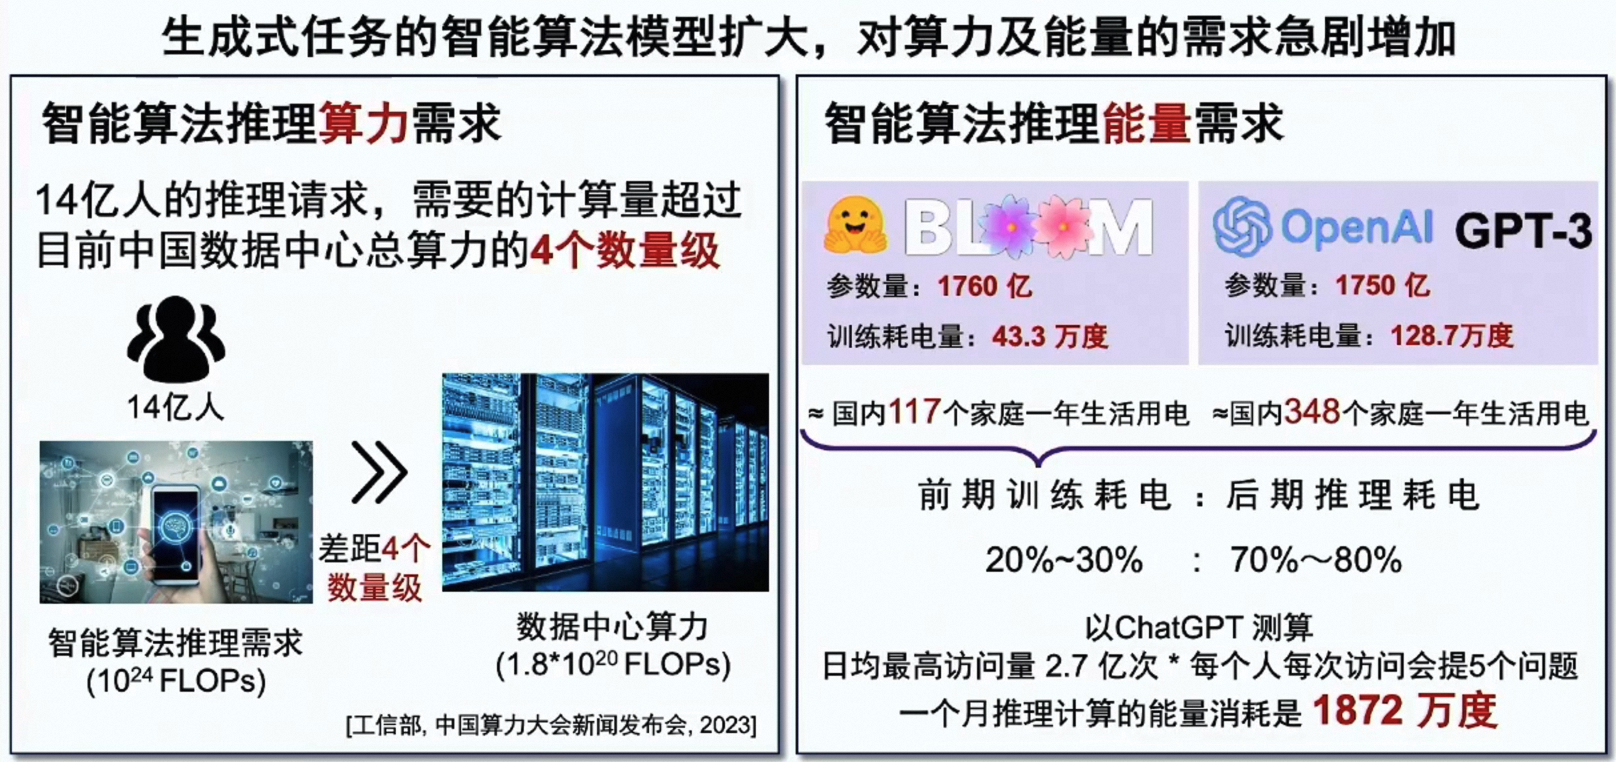 生成式任务的智能算法模型扩大，对算力及能量的需求急剧增加
智能算法推理算力需求
14亿人的推理请求，需要的计算量超过
目前中国数据中心总算力的4个数量级
14亿人
差距4个
数量级
智能算法推理需求
(10²⁴ FLOPs)
数据中心算力
(1.8*10²⁰ FLOPs)
[工信部, 中国算力大会新闻发布会, 2023]
智能算法推理能量需求
BLOOM
参数量：1760 亿
训练耗电量：43.3 万度
OpenAI GPT-3
参数量：1750 亿
训练耗电量：128.7万度
≈ 国内117个家庭一年生活用电
≈国内348个家庭一年生活用电
前期训练耗电 ：后期推理耗电
20%~30% : 70%～80%
以ChatGPT 测算
日均最高访问量 2.7 亿次 * 每个人每次访问会提5个问题
一个月推理计算的能量消耗是 1872 万度